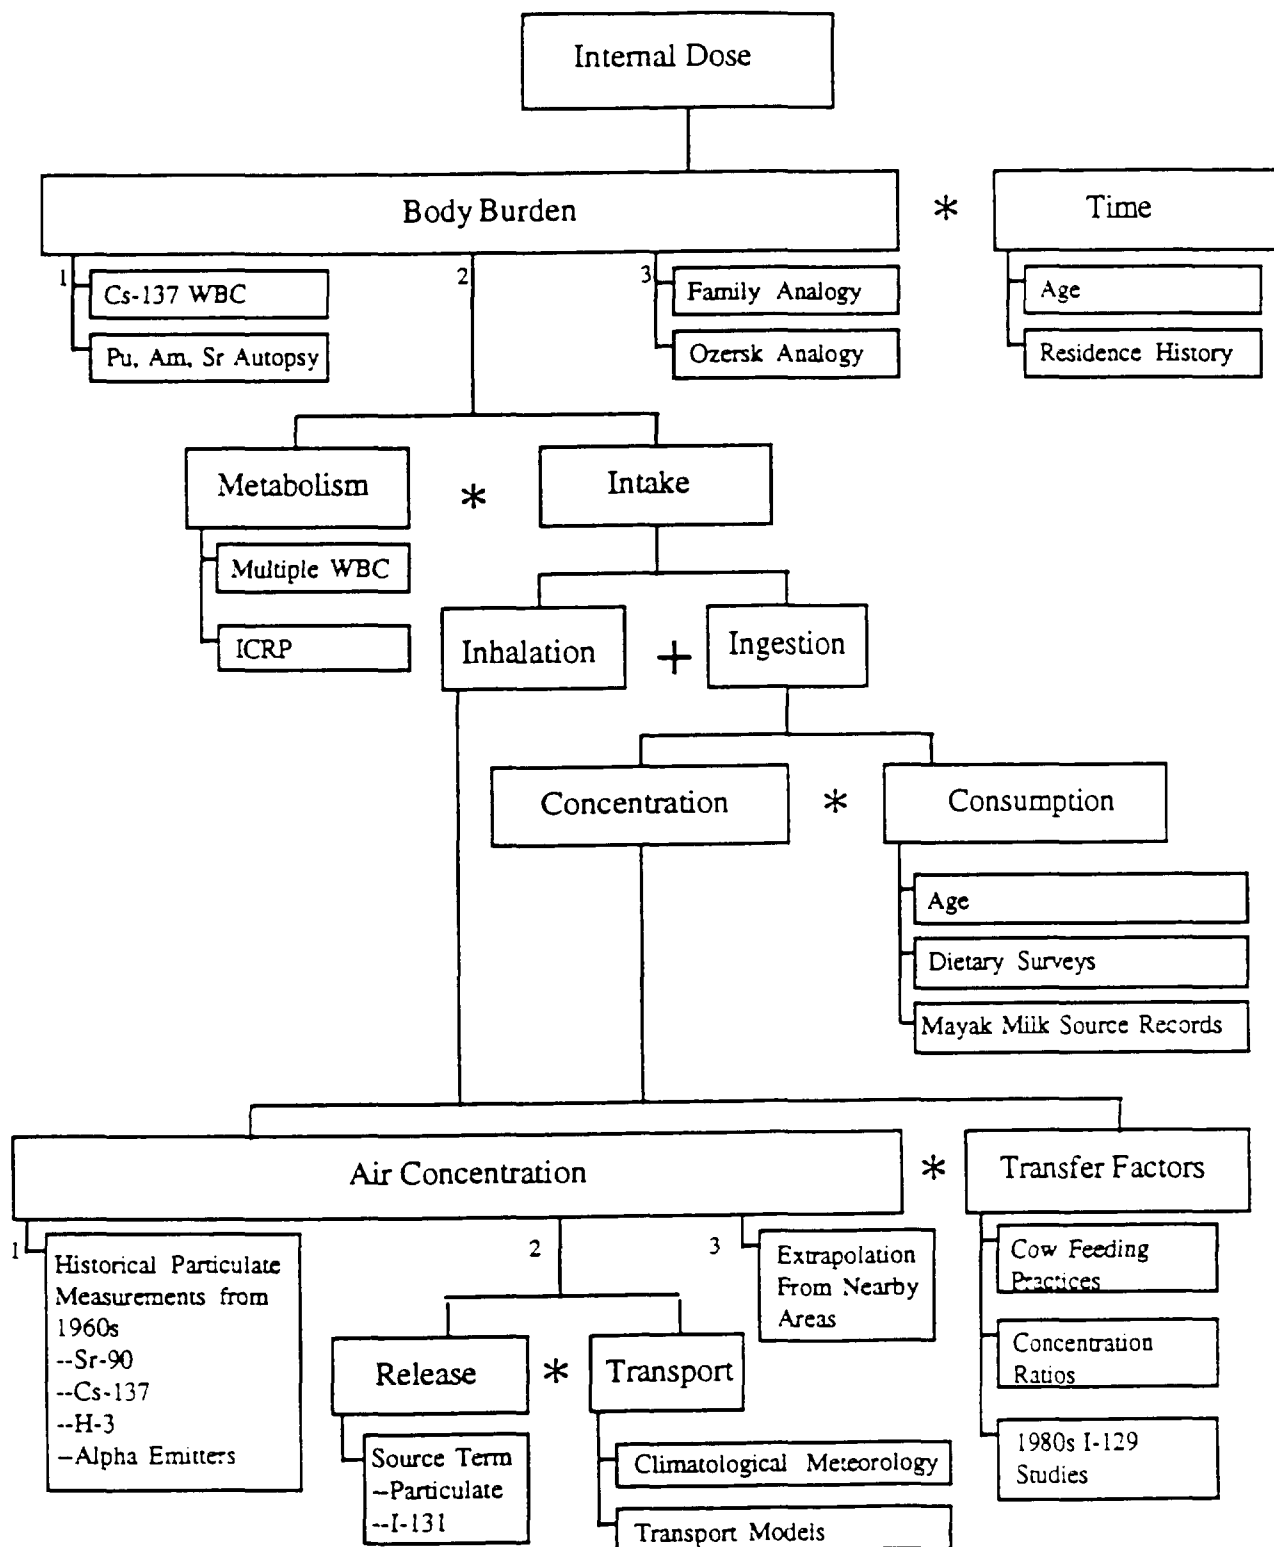 Internal Dose
Body Burden
*
Time
1
Cs-137 WBC
Pu, Am, Sr Autopsy
2
3
Family Analogy
Ozersk Analogy
Age
Residence History
Metabolism
*
Intake
Multiple WBC
ICRP
Inhalation
+
Ingestion
Concentration
*
Consumption
Age
Dietary Surveys
Mayak Milk Source Records
Air Concentration
*
Transfer Factors
1
Historical Particulate
Measurements from
1960s
--Sr-90
--Cs-137
--H-3
–Alpha Emitters
2
3
Extrapolation
From Nearby
Areas
Release
*
Transport
Source Term
–Particulate
--I-131
Climatological Meteorology
Transport Models
Cow Feeding
Practices
Concentration
Ratios
1980s I-129
Studies